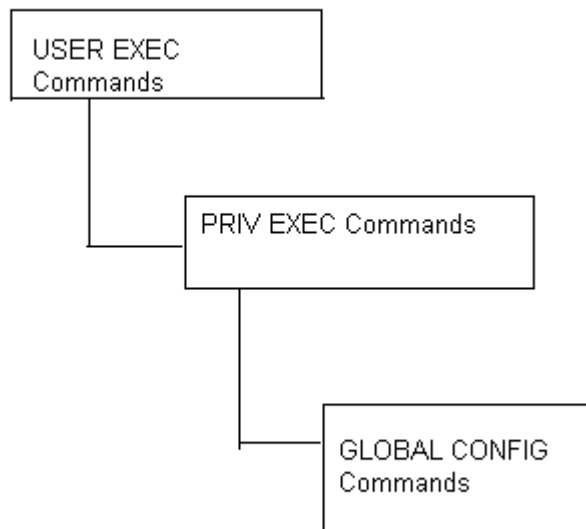 USER EXEC
Commands
PRIV EXEC Commands
GLOBAL CONFIG
Commands